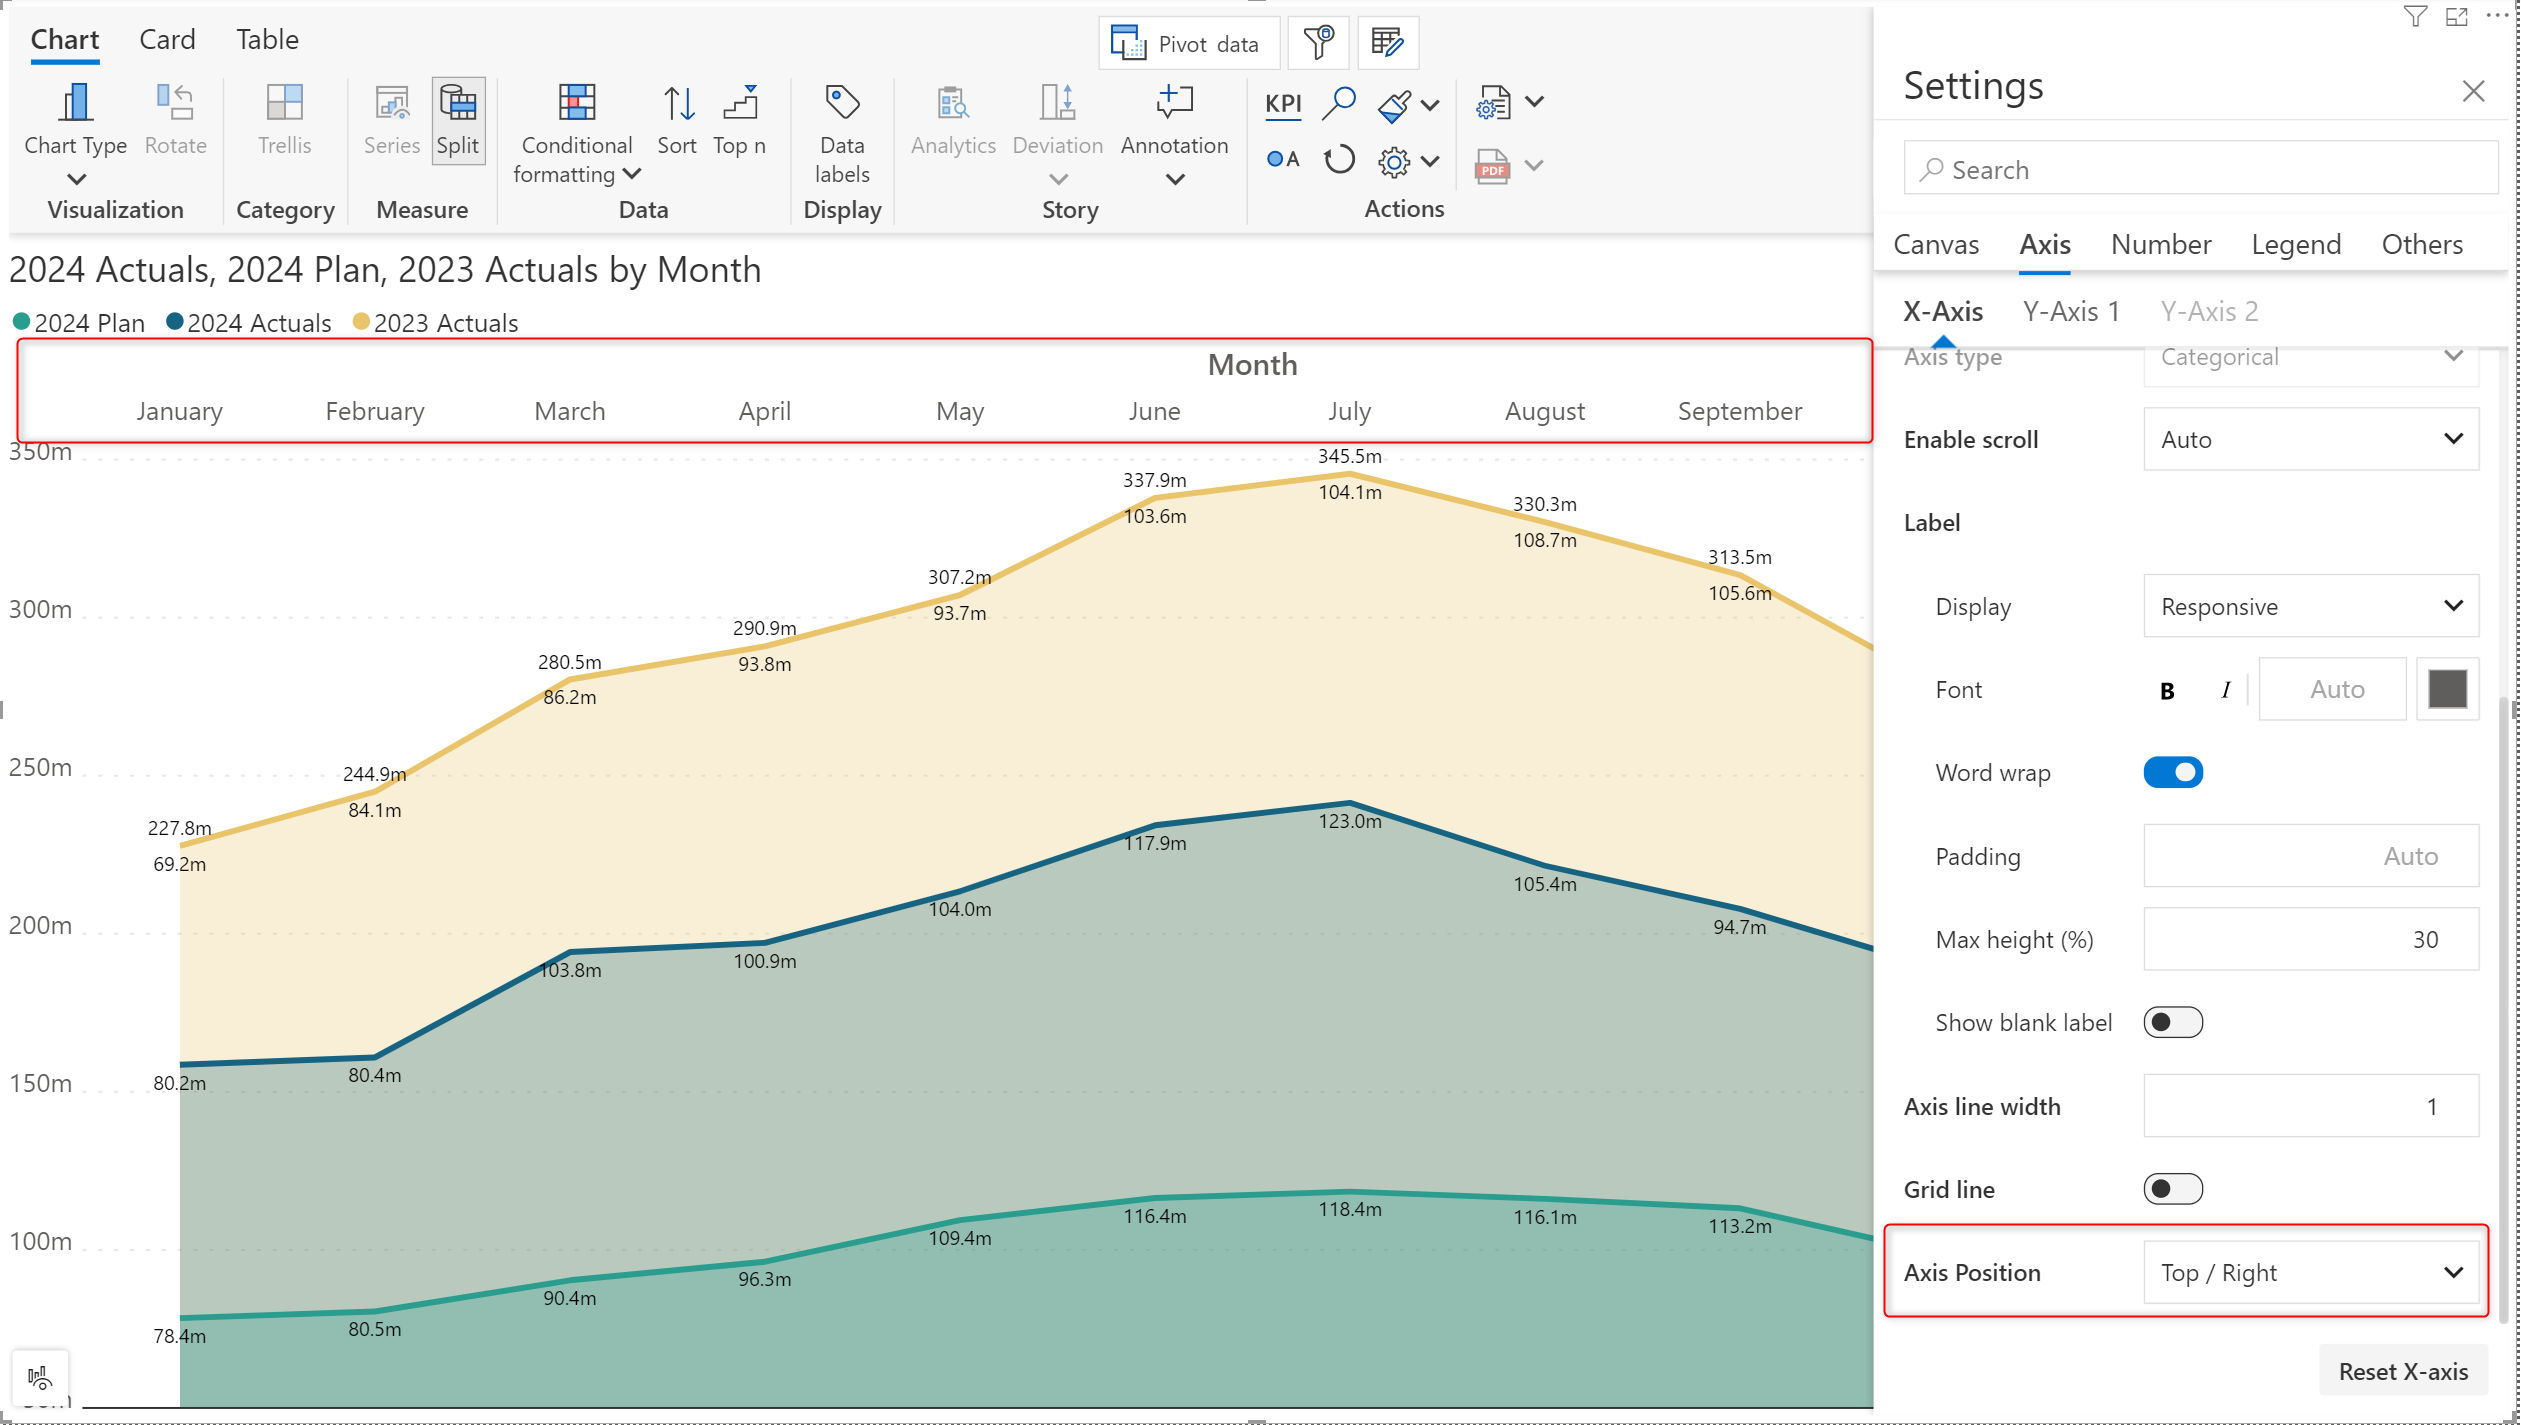 Chart Card Table
Pivot data
Chart Type Rotate Trellis Series Split Conditional formatting Sort Top n Data labels Analytics Deviation Annotation KPI
A PDF
Visualization Category Measure Data Display Story Actions
2024 Actuals, 2024 Plan, 2023 Actuals by Month
2024 Plan 2024 Actuals 2023 Actuals
Month
January February March April May June July August September
350m
300m
250m
200m
150m
100m
227.8m 244.9m 280.5m 290.9m 307.2m 337.9m 345.5m 330.3m 313.5m
69.2m 84.1m 86.2m 93.8m 93.7m 103.6m 104.1m 108.7m 105.6m
80.2m 80.4m 103.8m 100.9m 104.0m 117.9m 123.0m 105.4m 94.7m
78.4m 80.5m 90.4m 96.3m 109.4m 116.4m 118.4m 116.1m 113.2m
Settings
Search
Canvas Axis Number Legend Others
X-Axis Y-Axis 1 Y-Axis 2
Axis type Categorical
Enable scroll Auto
Label
Display Responsive
Font B I Auto
Word wrap
Padding Auto
Max height (%) 30
Show blank label
Axis line width 1
Grid line
Axis Position Top / Right
Reset X-axis